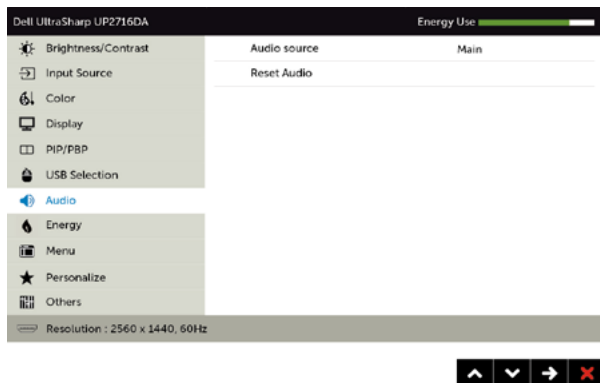 Dell UltraSharp UP2716DA Energy Use
Brightness/Contrast Audio source Main
Input Source Reset Audio
Color
Display
PIP/PBP
USB Selection
Audio
Energy
Menu
Personalize
Others
Resolution : 2560 x 1440, 60Hz